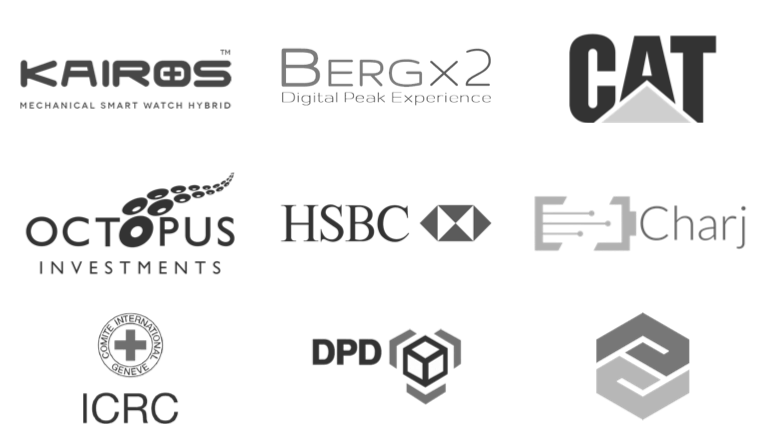 KAIROS™
MECHANICAL SMART WATCH HYBRID
BERGX2
Digital Peak Experience
CAT
OCTOPUS
INVESTMENTS
HSBC
Charj
COMITE INTERNATIONAL
GENEVE
ICRC
DPD